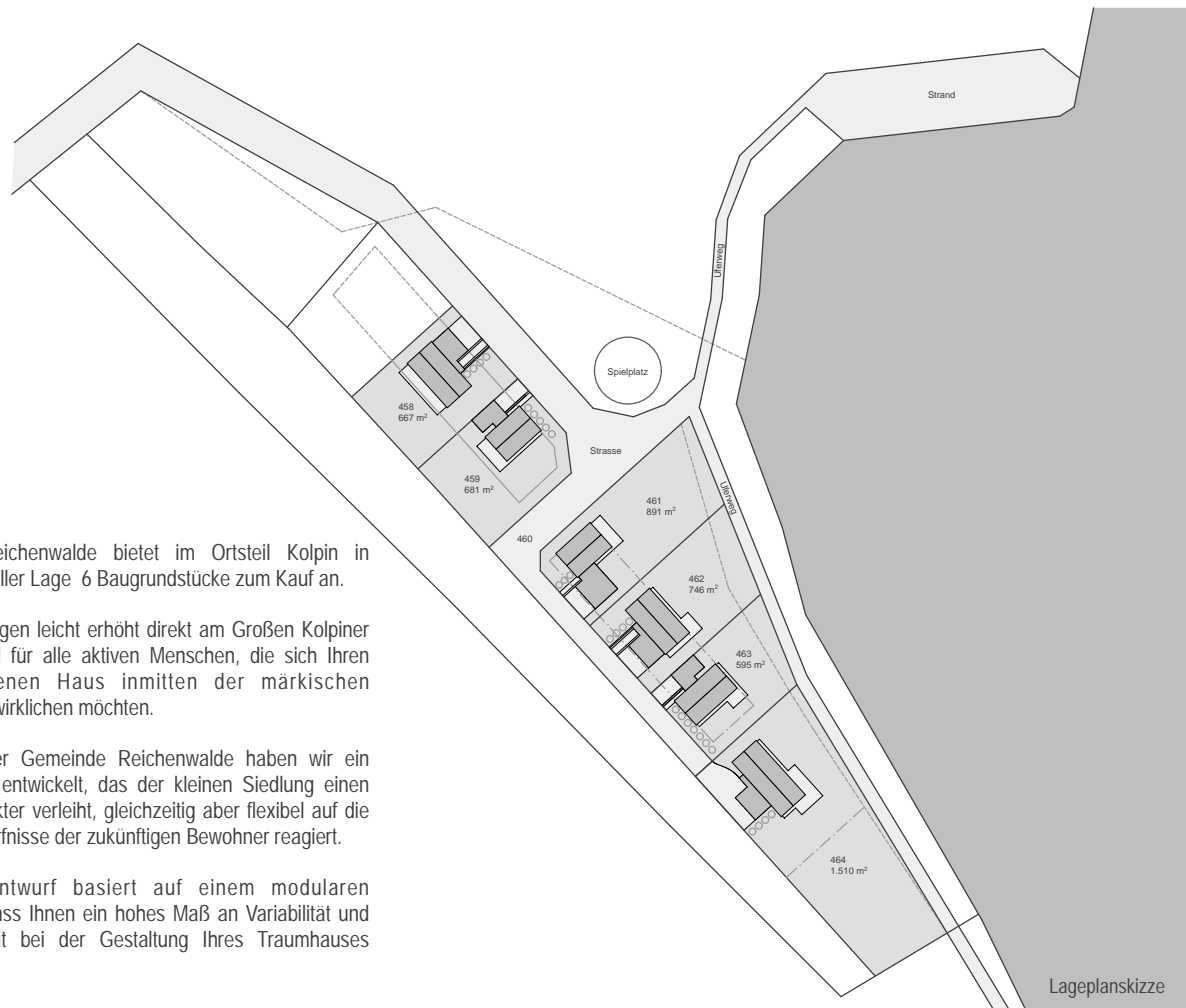 Strand
Uferweg
Spielplatz
458
667 m²
Strasse
459
681 m²
Uferweg
461
891 m²
460
462
746 m²
463
595 m²
464
1.510 m²
eichenwalde bietet im Ortsteil Kolpin in
ller Lage 6 Baugrundstücke zum Kauf an.
gen leicht erhöht direkt am Großen Kolpiner
für alle aktiven Menschen, die sich Ihren
enen Haus inmitten der märkischen
wirklichen möchten.
er Gemeinde Reichenwalde haben wir ein
entwickelt, das der kleinen Siedlung einen
kter verleiht, gleichzeitig aber flexibel auf die
rfnisse der zukünftigen Bewohner reagiert.
ntwurf basiert auf einem modularen
ass Ihnen ein hohes Maß an Variabilität und
it bei der Gestaltung Ihres Traumhauses
Lageplanskizze